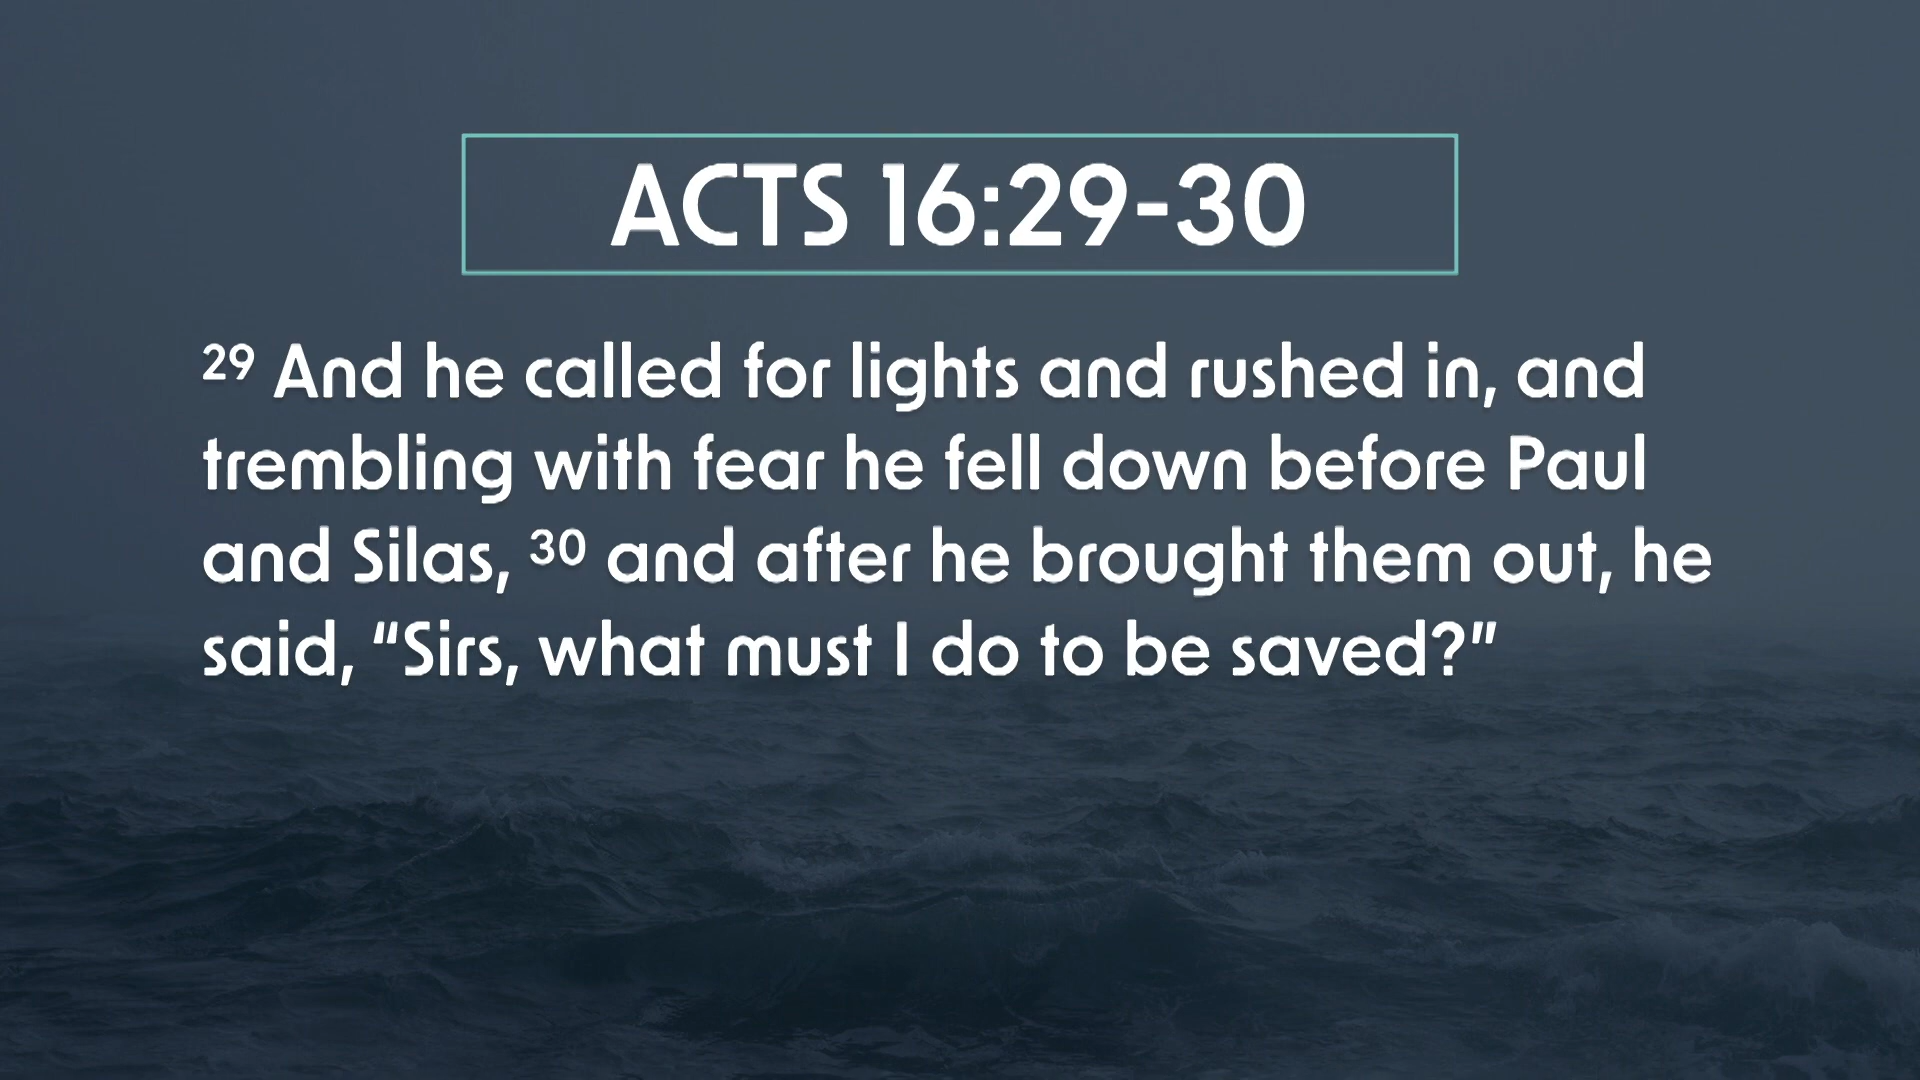 ACTS 16:29-30
29 And he called for lights and rushed in, and
trembling with fear he fell down before Paul
and Silas, 30 and after he brought them out, he
said, “Sirs, what must I do to be saved?”